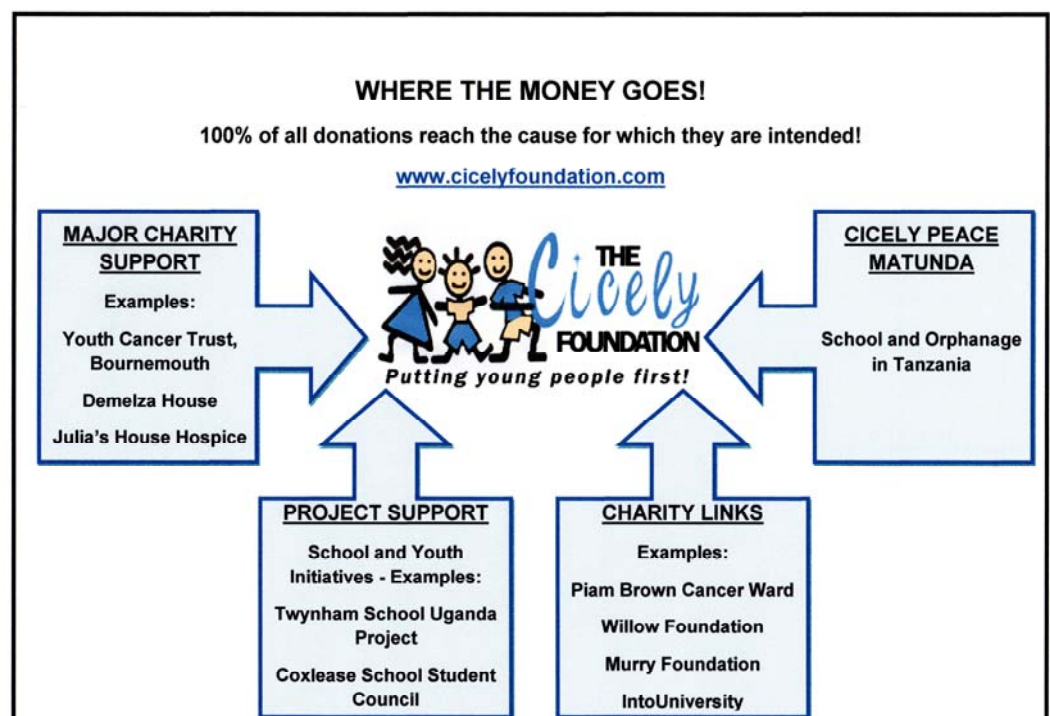 WHERE THE MONEY GOES!
100% of all donations reach the cause for which they are intended!
www.cicelyfoundation.com
MAJOR CHARITY
SUPPORT
Examples:
Youth Cancer Trust,
Bournemouth
Demelza House
Julia's House Hospice
THE
Cicely
FOUNDATION
Putting young people first!
CICELY PEACE
MATUNDA
School and Orphanage
in Tanzania
PROJECT SUPPORT
School and Youth
Initiatives - Examples:
Twynham School Uganda
Project
Coxlease School Student
Council
CHARITY LINKS
Examples:
Piam Brown Cancer Ward
Willow Foundation
Murry Foundation
IntoUniversity